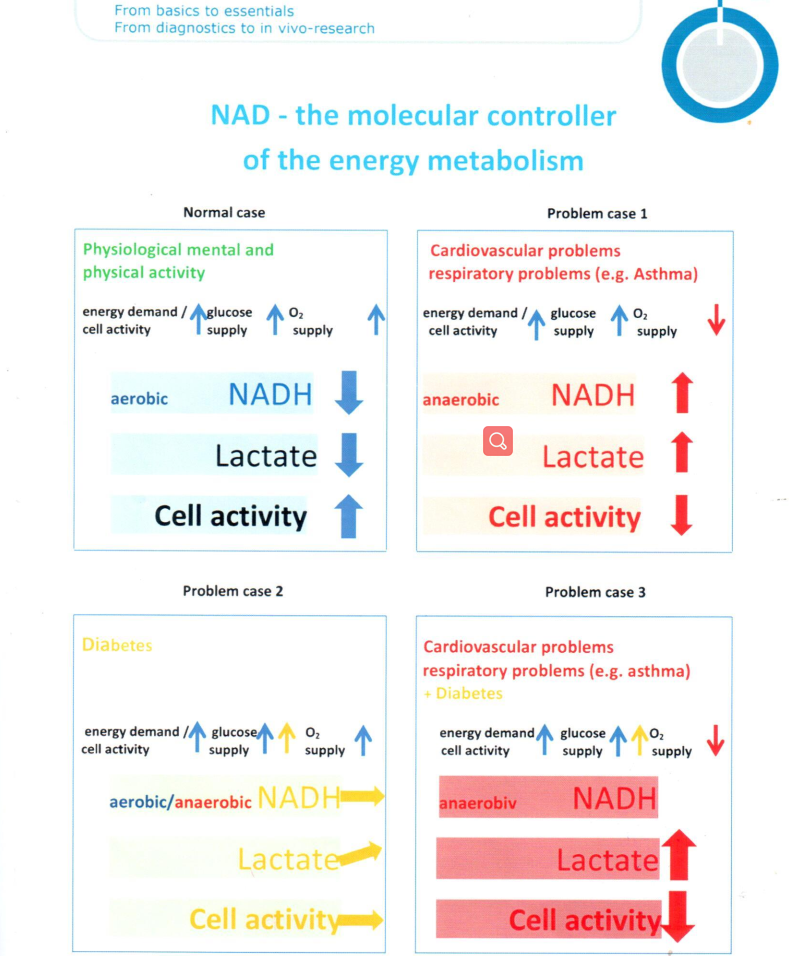 From basics to essentials
From diagnostics to in vivo-research
NAD - the molecular controller
of the energy metabolism
Normal case
Physiological mental and
physical activity
energy demand / glucose O₂
cell activity supply supply
aerobic NADH
Lactate
Cell activity
Problem case 1
Cardiovascular problems
respiratory problems (e.g. Asthma)
energy demand / glucose O₂
cell activity supply supply
anaerobic NADH
Lactate
Cell activity
Problem case 2
Diabetes
energy demand / glucose O₂
cell activity supply supply
aerobic/anaerobic NADH
Lactate
Cell activity
Problem case 3
Cardiovascular problems
respiratory problems (e.g. asthma)
+ Diabetes
energy demand glucose O₂
cell activity supply supply
anaerobiv NADH
Lactate
Cell activity